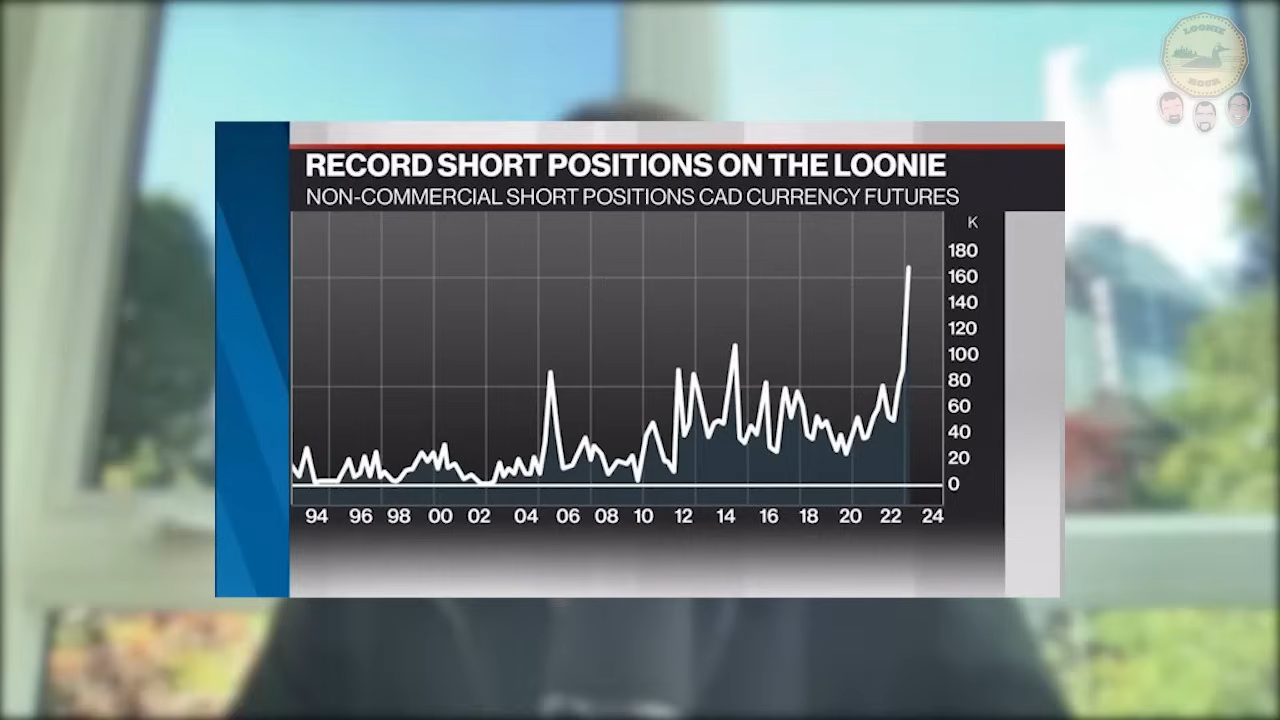 LOONIE
HOUR
RECORD SHORT POSITIONS ON THE LOONIE
NON-COMMERCIAL SHORT POSITIONS CAD CURRENCY FUTURES
K
180
160
140
120
100
80
60
40
20
0
94 96 98 00 02 04 06 08 10 12 14 16 18 20 22 24